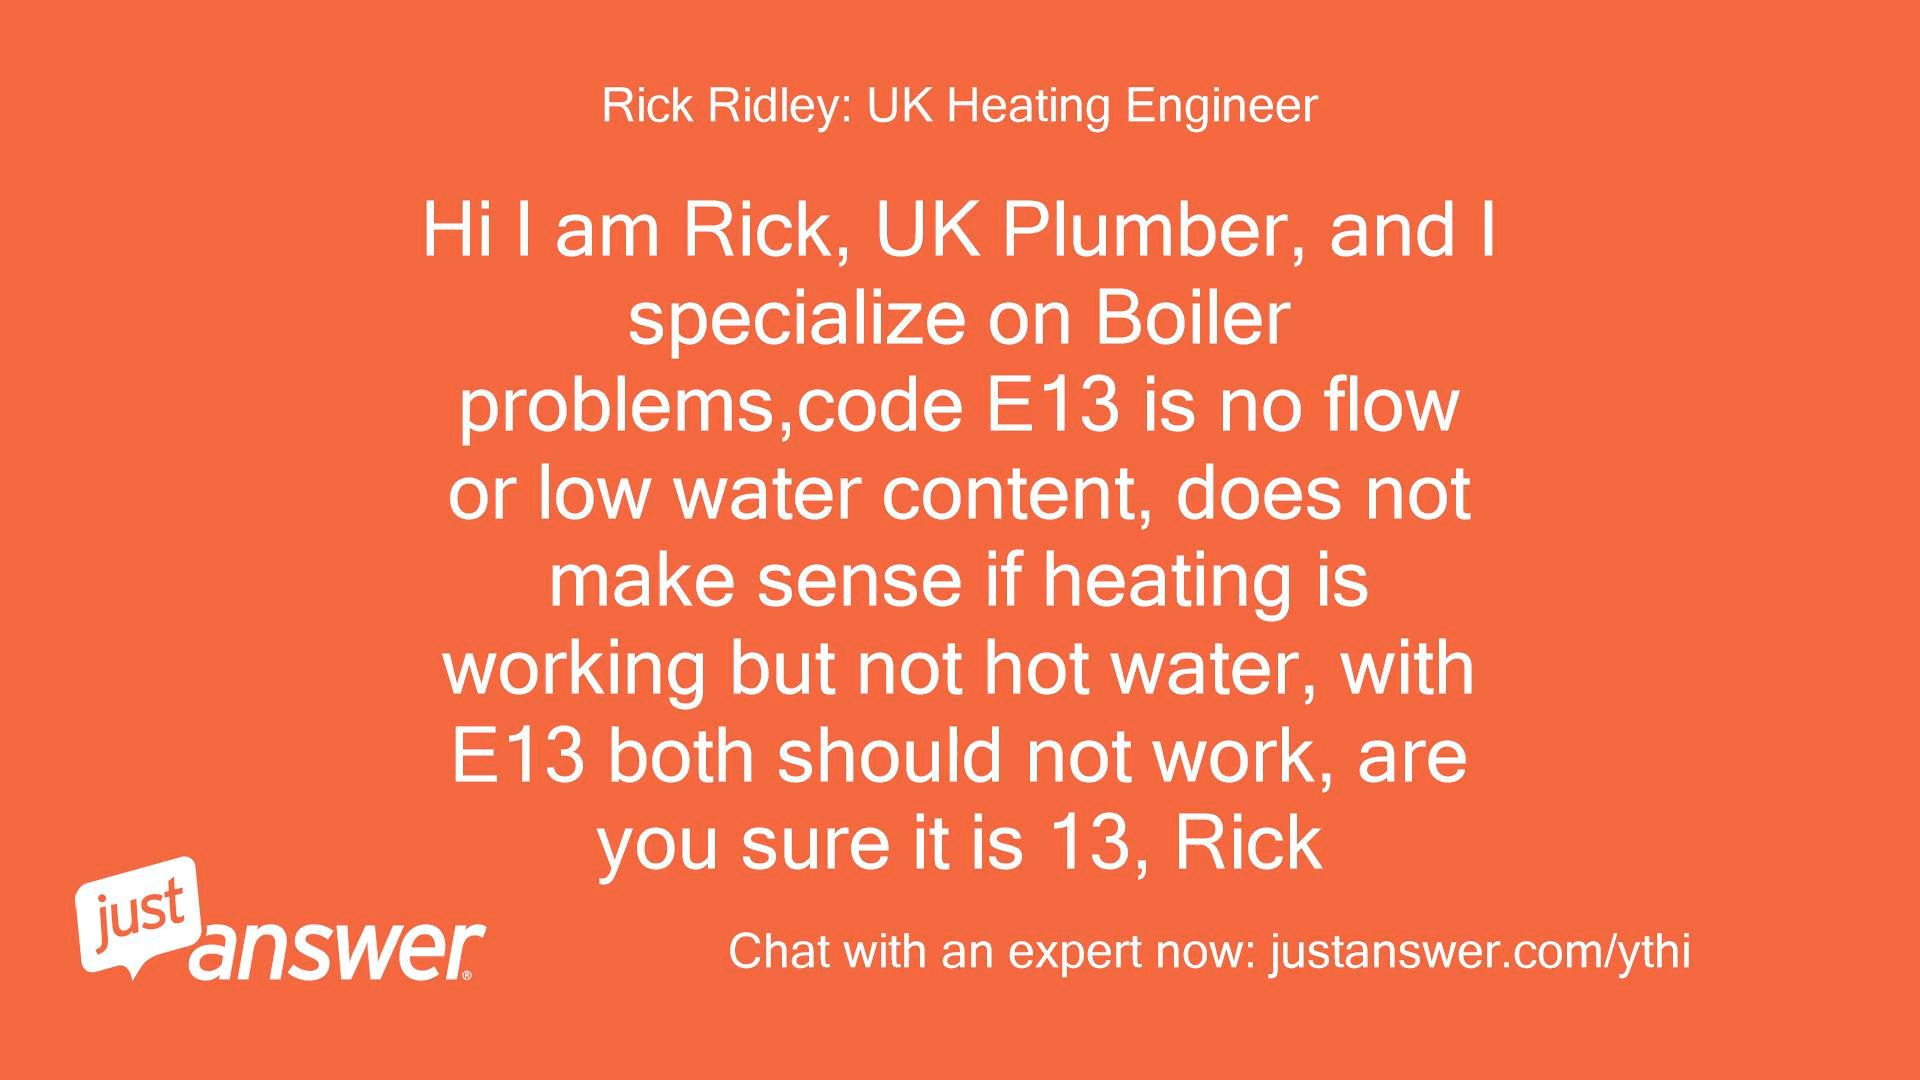 Rick Ridley: UK Heating Engineer
Hi I am Rick, UK Plumber, and I
specialize on Boiler
problems,code E13 is no flow
or low water content, does not
make sense if heating is
working but not hot water, with
E13 both should not work, are
you sure it is 13, Rick
just
answer®
Chat with an expert now: justanswer.com/ythi